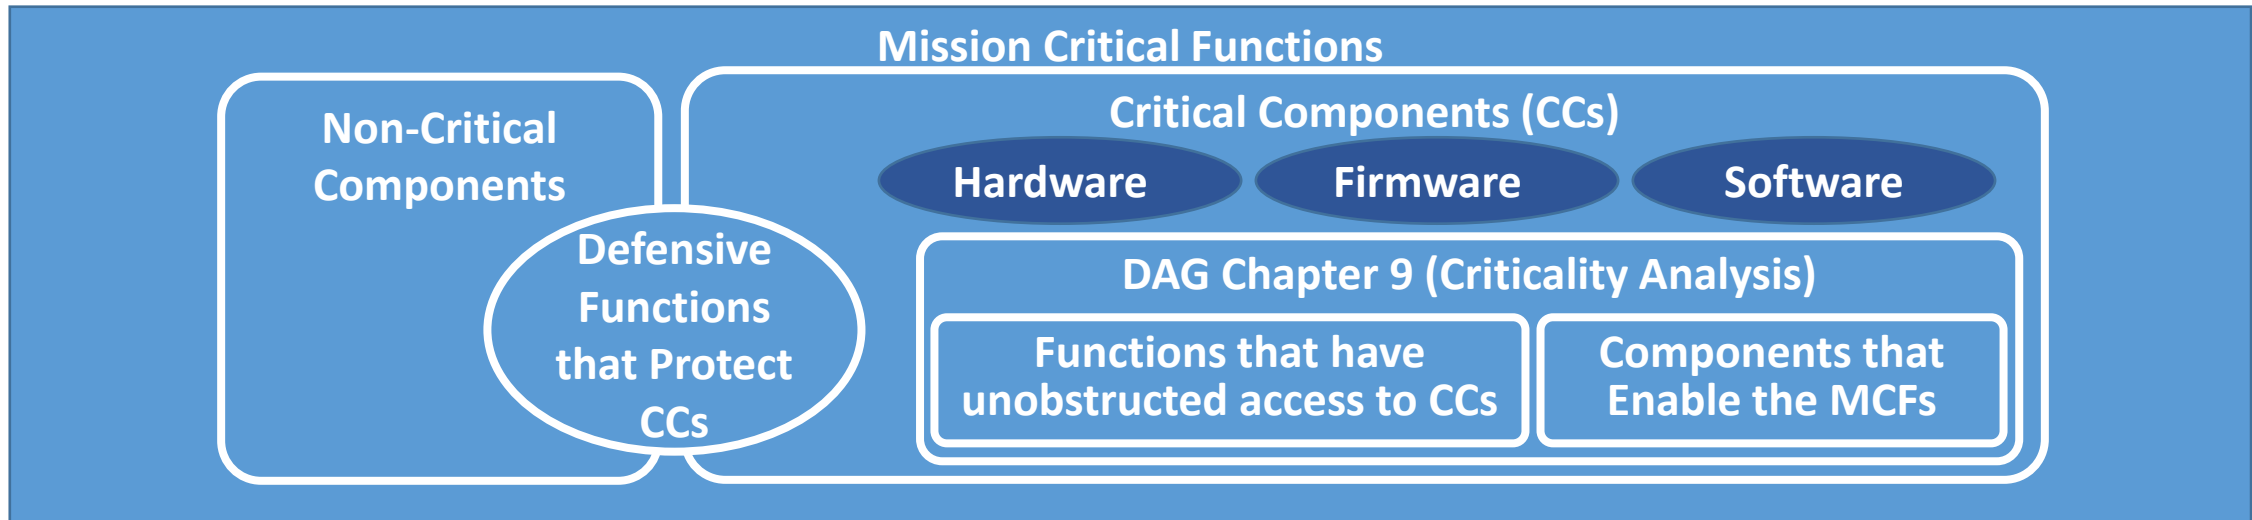 Mission Critical Functions
Non-Critical
Components
Critical Components (CCs)
Hardware
Firmware
Software
Defensive
Functions
that Protect
CCs
DAG Chapter 9 (Criticality Analysis)
Functions that have
unobstructed access to CCs
Components that
Enable the MCFs